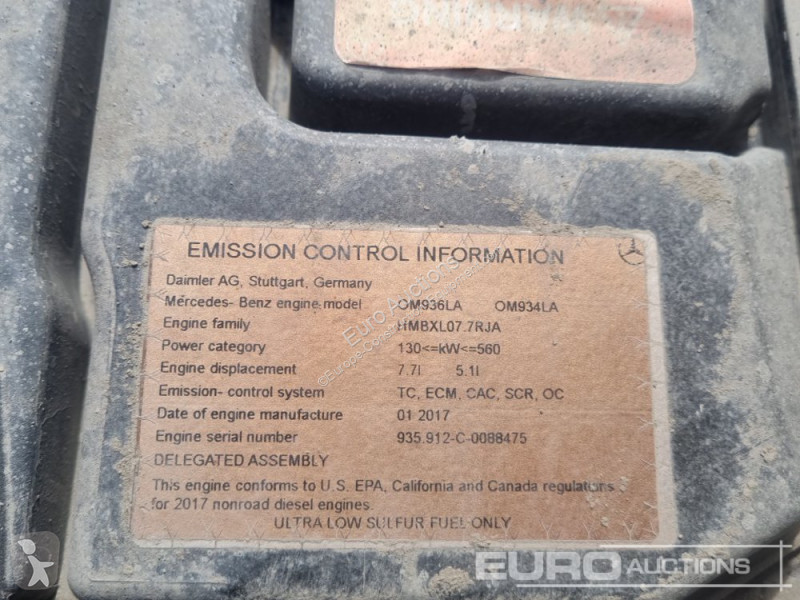 EMISSION CONTROL INFORMATION
Daimler AG, Stuttgart, Germany
Mercedes- Benz engine model OM936LA OM934LA
Engine family HMBXL07.7RJA
Power category 130<=kW<=560
Engine displacement 7.7l 5.1l
Emission- control system TC, ECM, CAC, SCR, OC
Date of engine manufacture 01 2017
Engine serial number 935.912-C-0088475
DELEGATED ASSEMBLY
This engine conforms to U.S. EPA, California and Canada regulations
for 2017 nonroad diesel engines.
ULTRA LOW SULFUR FUEL ONLY
EURO AUCTIONS